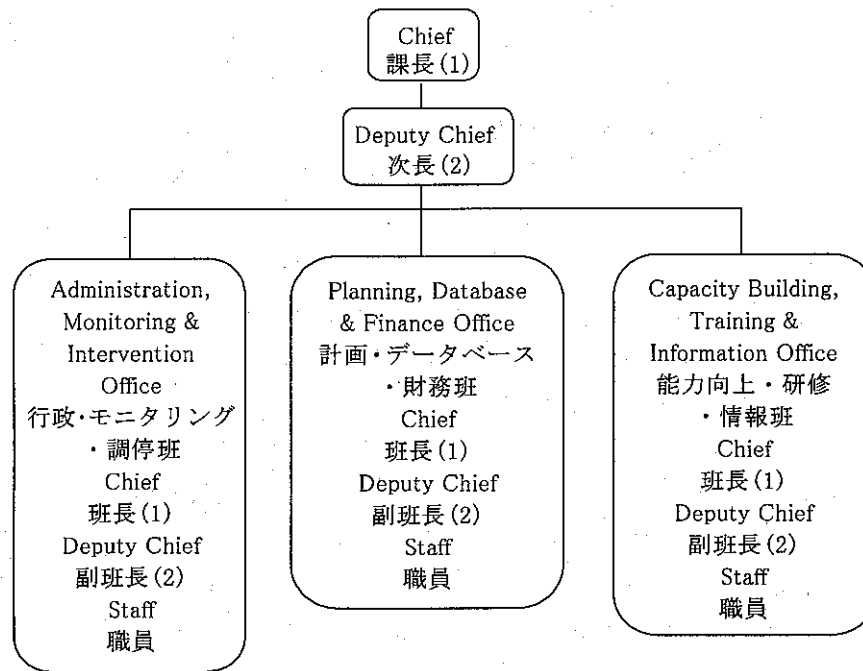 Chief
課長(1)
Deputy Chief
次長(2)
Administration,
Monitoring &
Intervention
Office
行政・モニタリング
・調停班
Chief
班長(1)
Deputy Chief
副班長(2)
Staff
職員
Planning, Database
& Finance Office
計画・データベース
・財務班
Chief
班長(1)
Deputy Chief
副班長(2)
Staff
職員
Capacity Building,
Training &
Information Office
能力向上・研修
・情報班
Chief
班長(1)
Deputy Chief
副班長(2)
Staff
職員